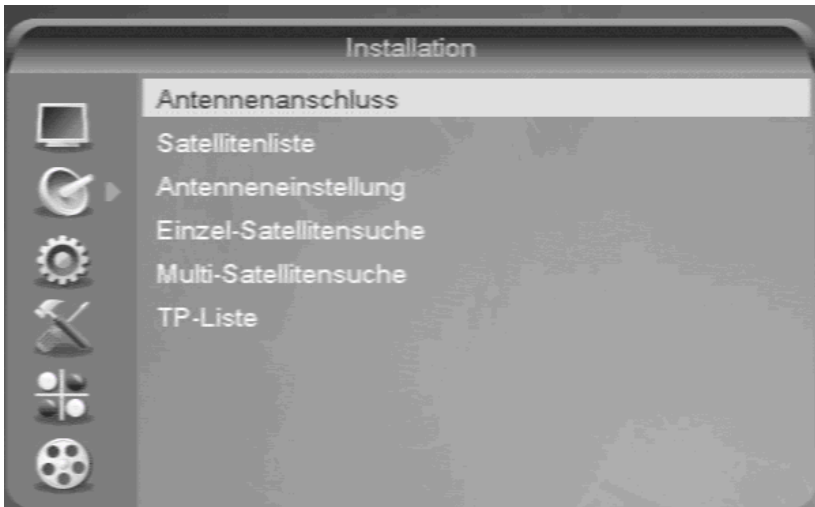 Installation
Antennenanschluss
Satellitenliste
Antenneneinstellung
Einzel-Satellitensuche
Multi-Satellitensuche
TP-Liste